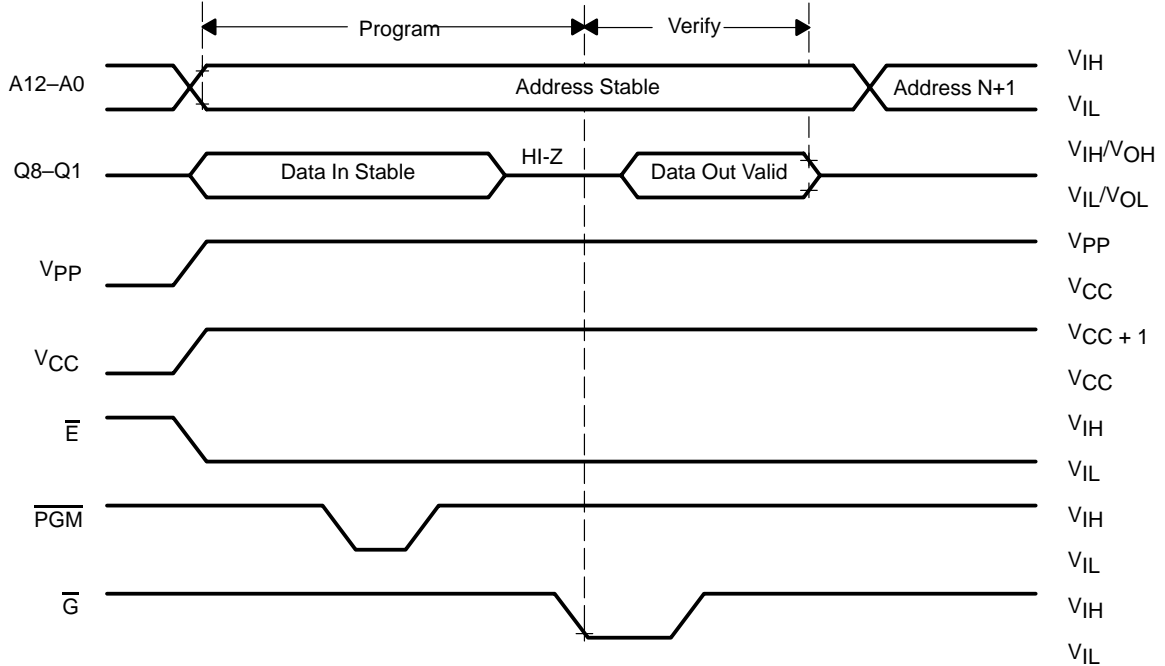 Program
Verify
A12–A0
Address Stable
Address N+1
VIH
VIL
Q8–Q1
Data In Stable
HI-Z
Data Out Valid
VIH/VOH
VIL/VOL
VPP
VPP
VCC
VCC
VCC + 1
VCC
E
VIH
VIL
PGM
VIH
VIL
G
VIH
VIL